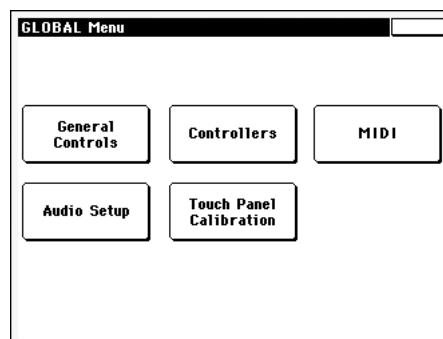 GLOBAL Menu
General
Controls
Controllers
MIDI
Audio Setup
Touch Panel
Calibration